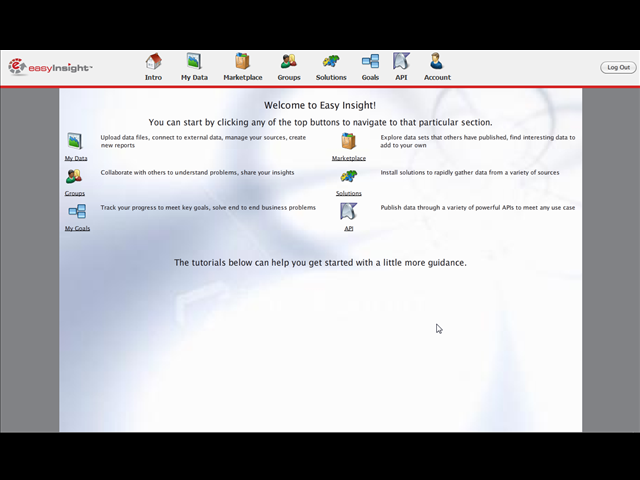 easyInsight™
Intro My Data Marketplace Groups Solutions Goals API Account
Log Out
Welcome to Easy Insight!
You can start by clicking any of the top buttons to navigate to that particular section.
My Data
Upload data files, connect to external data, manage your sources, create
new reports
Marketplace
Explore data sets that others have published, find interesting data to
add to your own
Groups
Collaborate with others to understand problems, share your insights
Solutions
Install solutions to rapidly gather data from a variety of sources
My Goals
Track your progress to meet key goals, solve end to end business problems
API
Publish data through a variety of powerful APIs to meet any use case
The tutorials below can help you get started with a little more guidance.